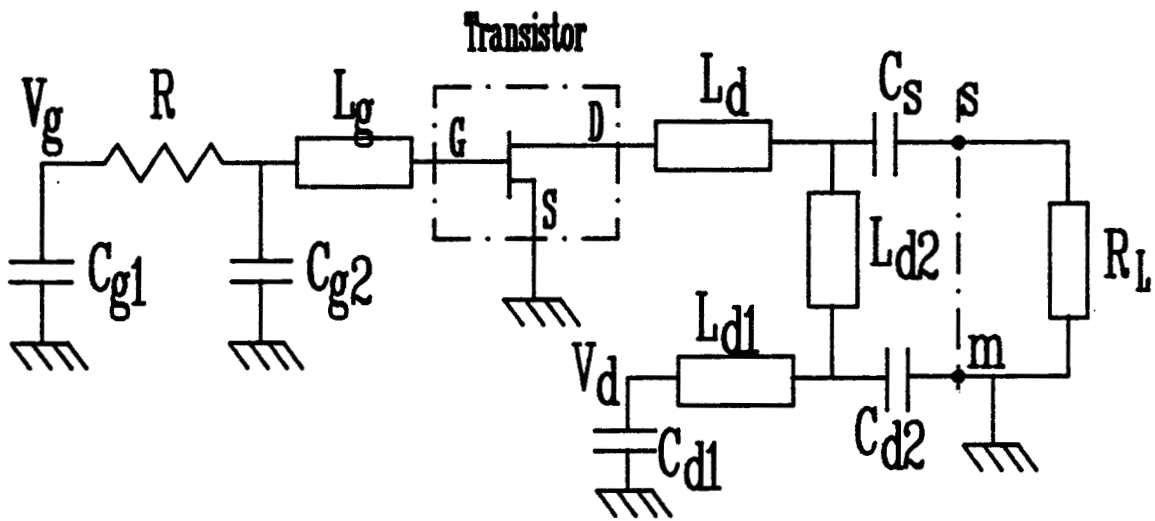 Transistor
Vg
R
Lg
G
D
S
Ld
Cs
s
Cg1
Cg2
Ld2
RL
Ld1
Vd
m
Cd1
Cd2